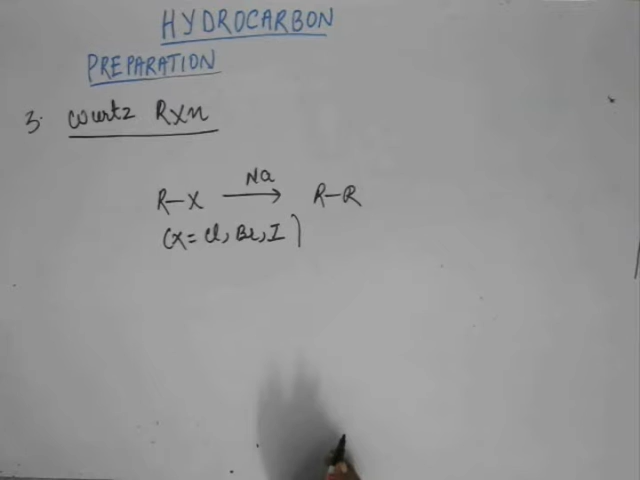 HYDROCARBON
PREPARATION
3. Wurtz Rxn
R-X Na → R-R
(X = Cl, Br, I)